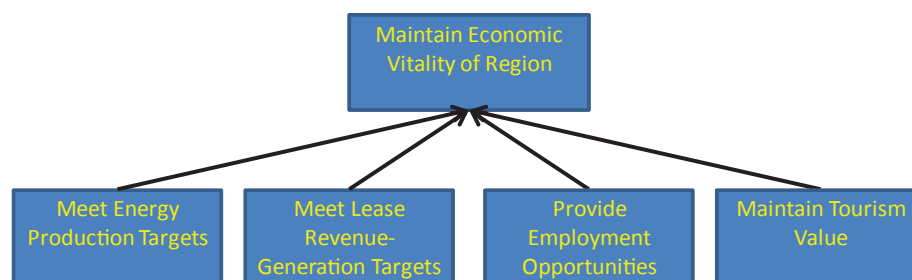 Maintain Economic
Vitality of Region
Meet Energy
Production Targets
Meet Lease
Revenue-
Generation Targets
Provide
Employment
Opportunities
Maintain Tourism
Value